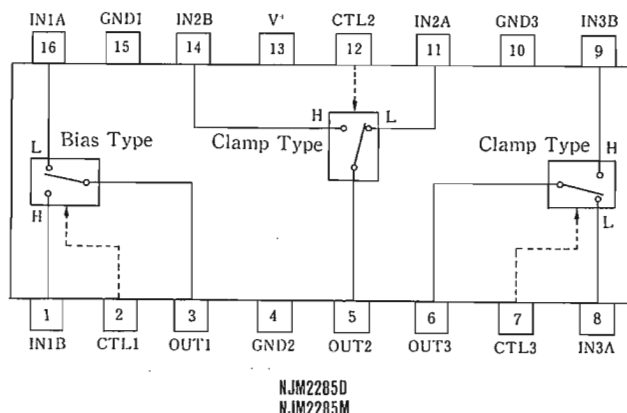 IN1A GND1 IN2B V⁺ CTL2 IN2A GND3 IN3B
16 15 14 13 12 11 10 9
H L
L Bias Type Clamp Type Clamp Type H
H L
1 2 3 4 5 6 7 8
IN1B CTL1 OUT1 GND2 OUT2 OUT3 CTL3 IN3A
NJM2285D
NJM2285M